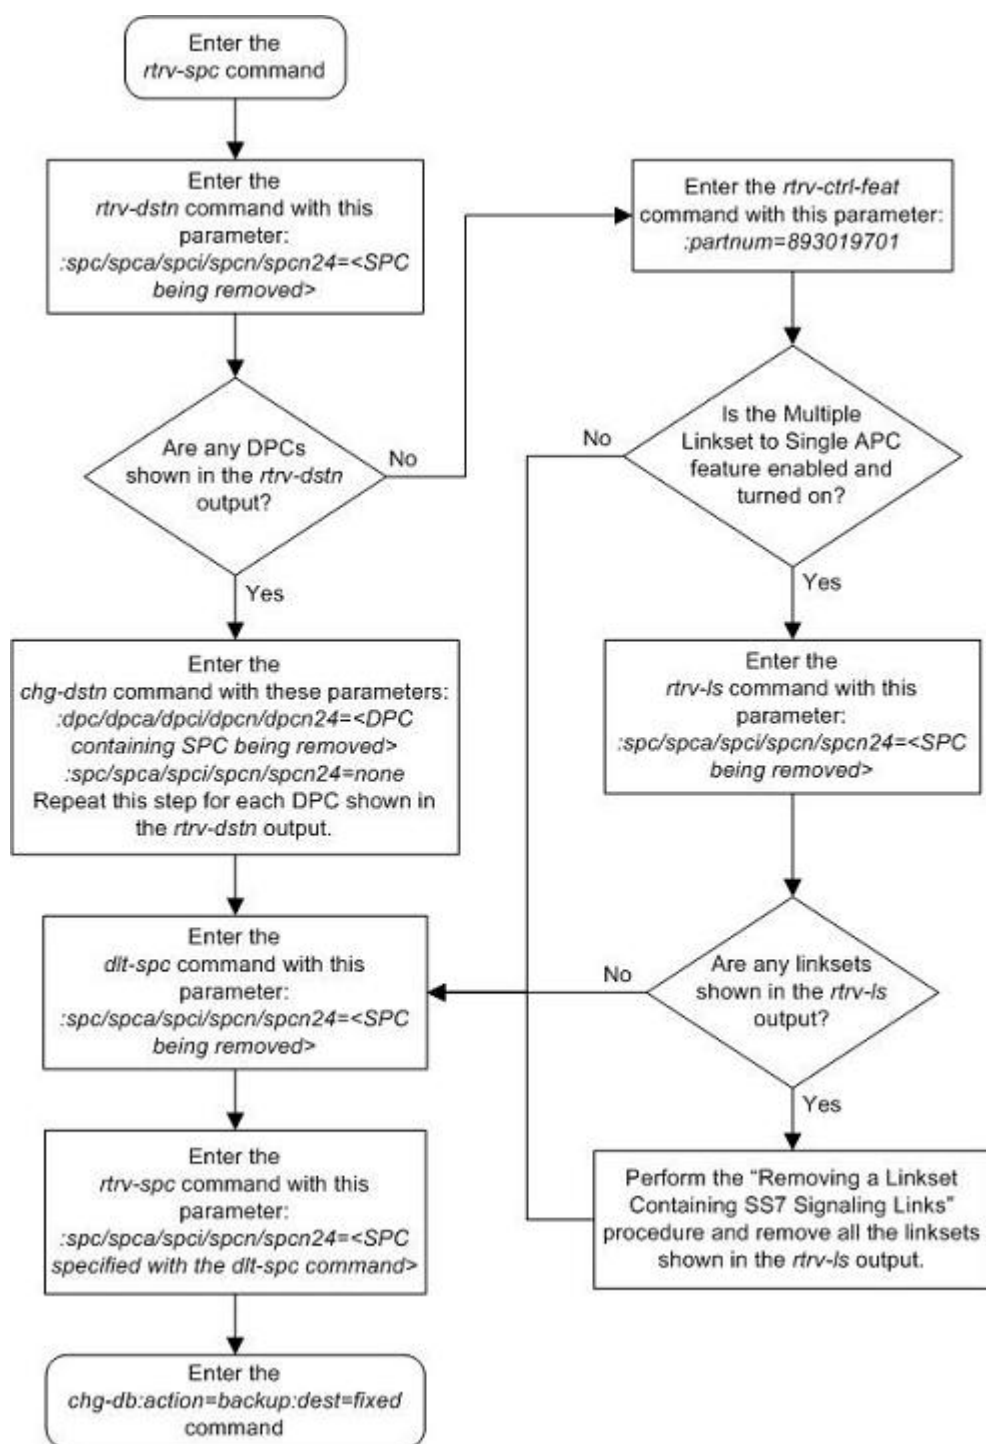 Enter the
rtrv-spc command
Enter the
rtrv-dstn command with this
parameter:
:spc/spca/spci/spcn/spcn24=<SPC
being removed>
Are any DPCs
shown in the rtrv-dstn
output?
No
Yes
Enter the
chg-dstn command with these parameters:
:dpc/dpca/dpci/dpcn/dpcn24=<DPC
containing SPC being removed>
:spc/spca/spci/spcn/spcn24=none
Repeat this step for each DPC shown in
the rtrv-dstn output.
Enter the
dlt-spc command with this
parameter:
:spc/spca/spci/spcn/spcn24=<SPC
being removed>
Enter the
rtrv-spc command with this
parameter:
:spc/spca/spci/spcn/spcn24=<SPC
specified with the dlt-spc command>
Enter the
chg-db:action=backup:dest=fixed
command
Enter the rtrv-ctrl-feat
command with this parameter:
:partnum=893019701
Is the Multiple
Linkset to Single APC
feature enabled and
turned on?
No
Yes
Enter the
rtrv-ls command with this
parameter:
:spc/spca/spci/spcn/spcn24=<SPC
being removed>
Are any linksets
shown in the rtrv-ls
output?
No
Yes
Perform the “Removing a Linkset
Containing SS7 Signaling Links”
procedure and remove all the linksets
shown in the rtrv-ls output.